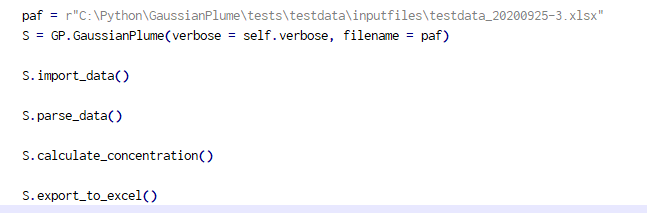 paf = r"C:\Python\GaussianPlume\tests\testdata\inputfiles\testdata_20200925-3.xlsx"
S = GP.GaussianPlume(verbose = self.verbose, filename = paf)
S.import_data()
S.parse_data()
S.calculate_concentration()
S.export_to_excel()